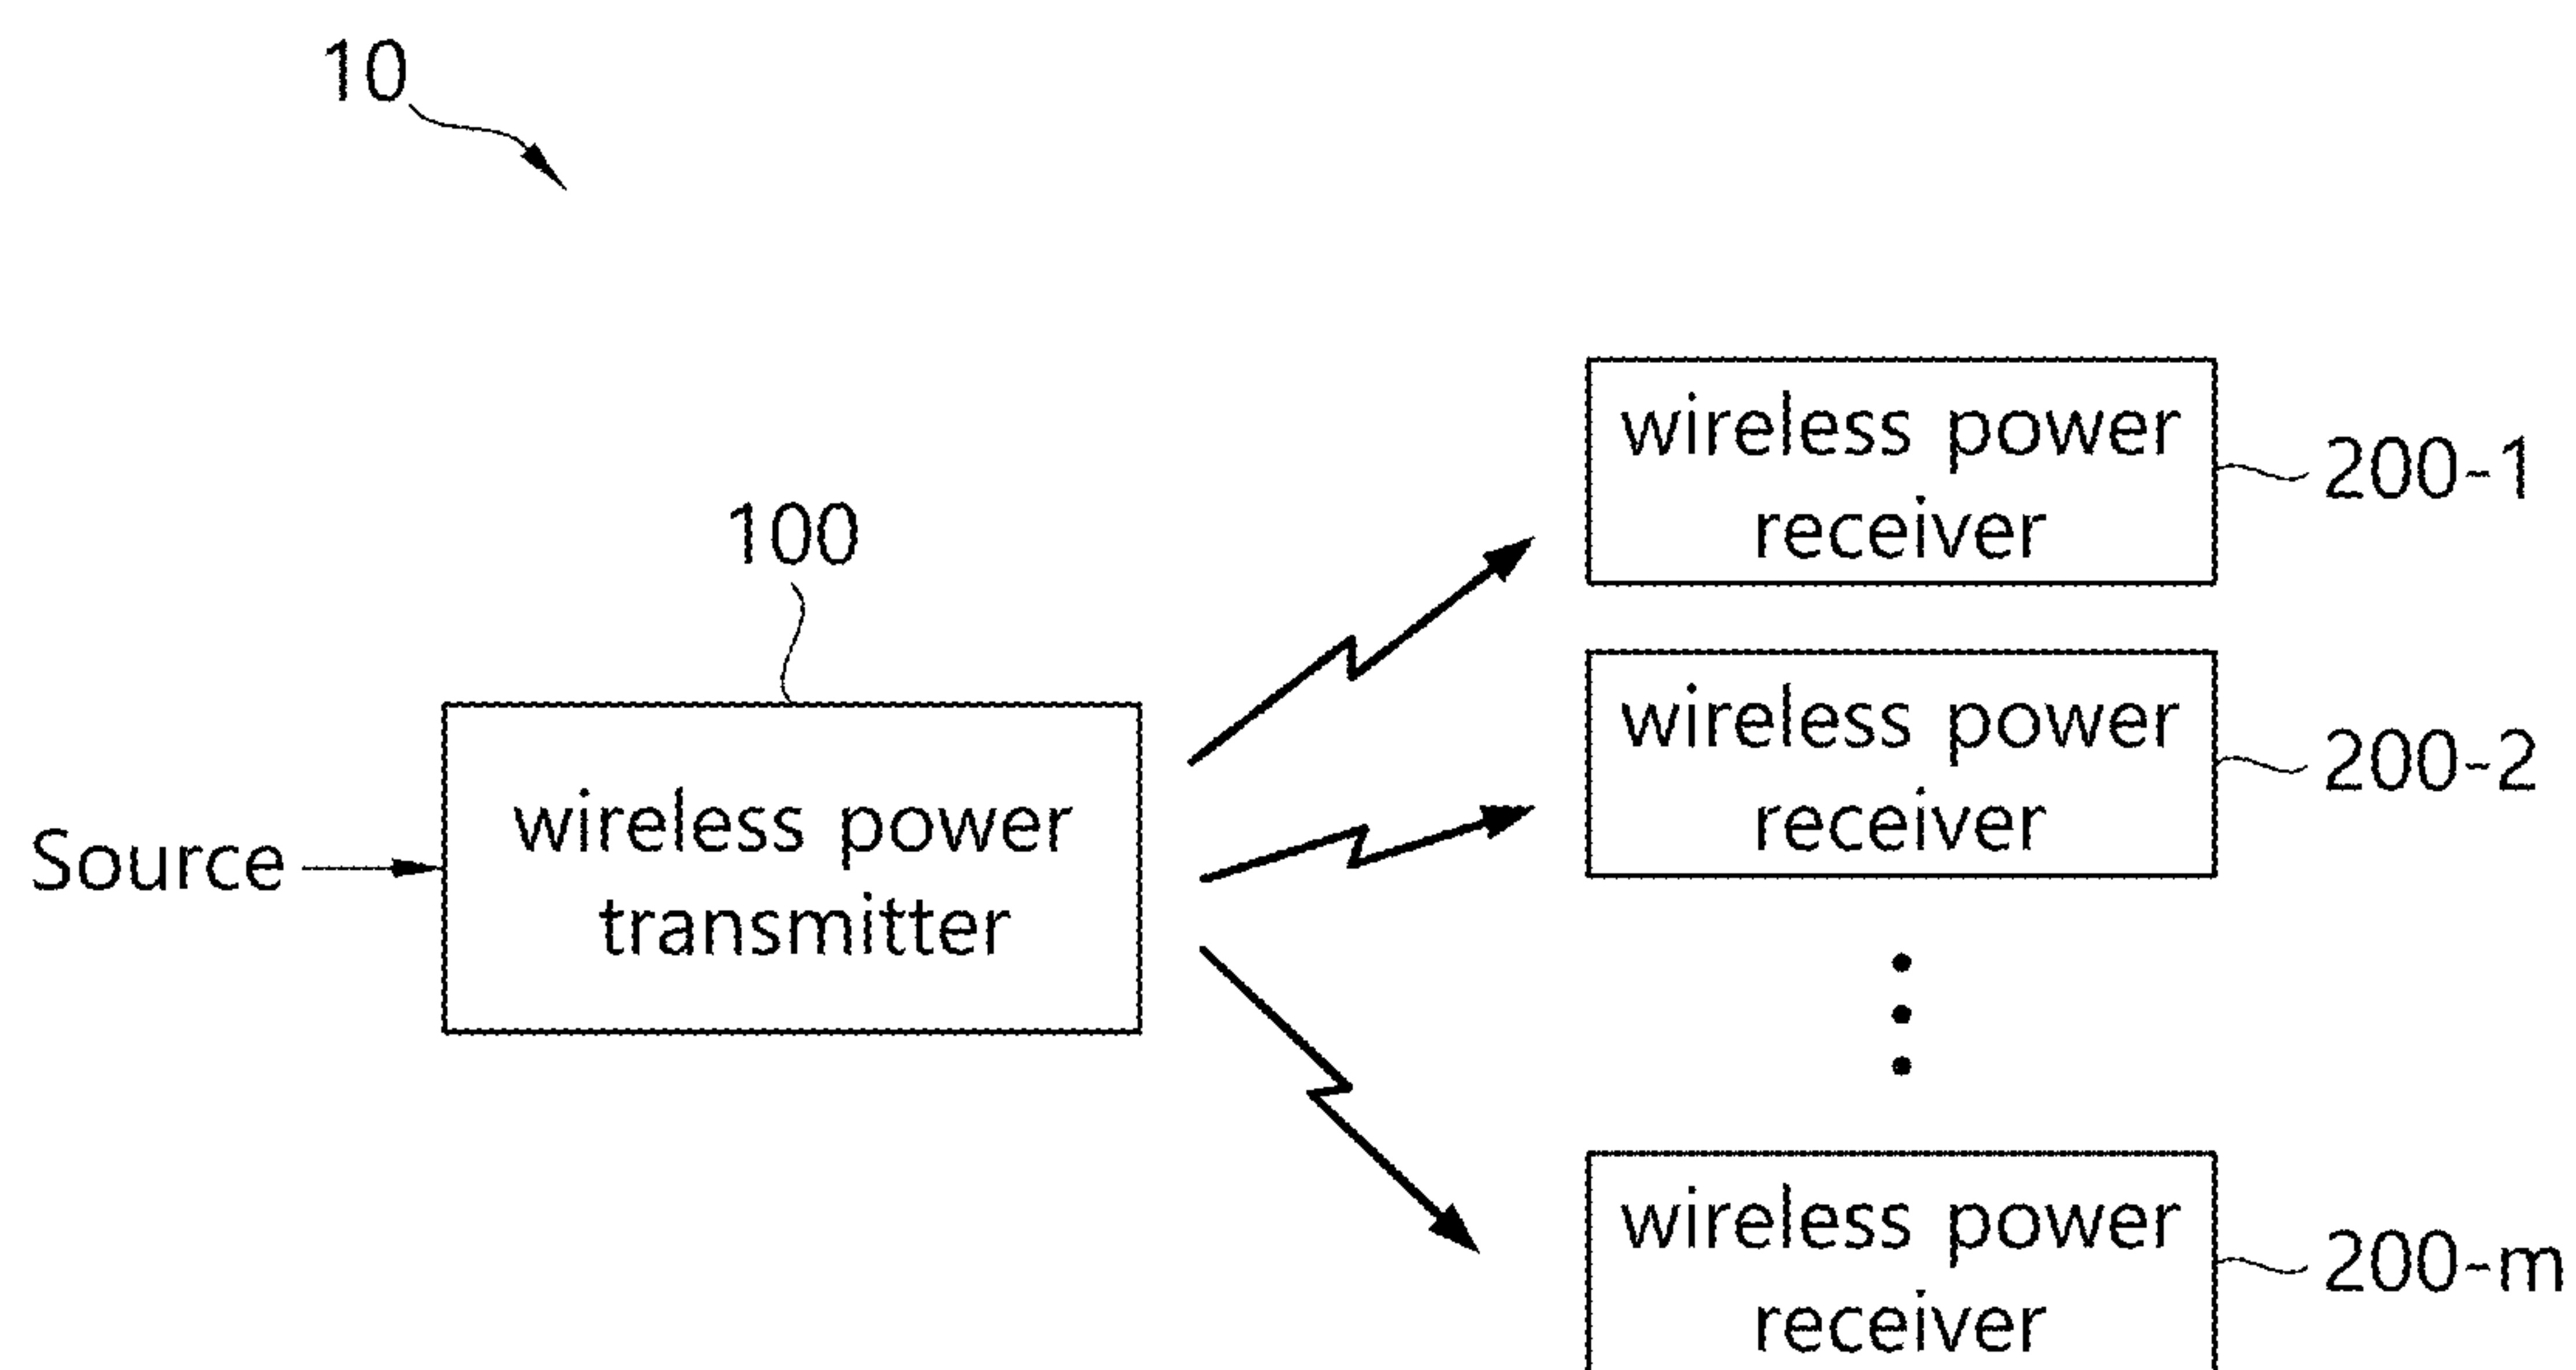 10
wireless power
receiver
200-1
100
wireless power
receiver
200-2
Source
wireless power
transmitter
wireless power
receiver
200-m